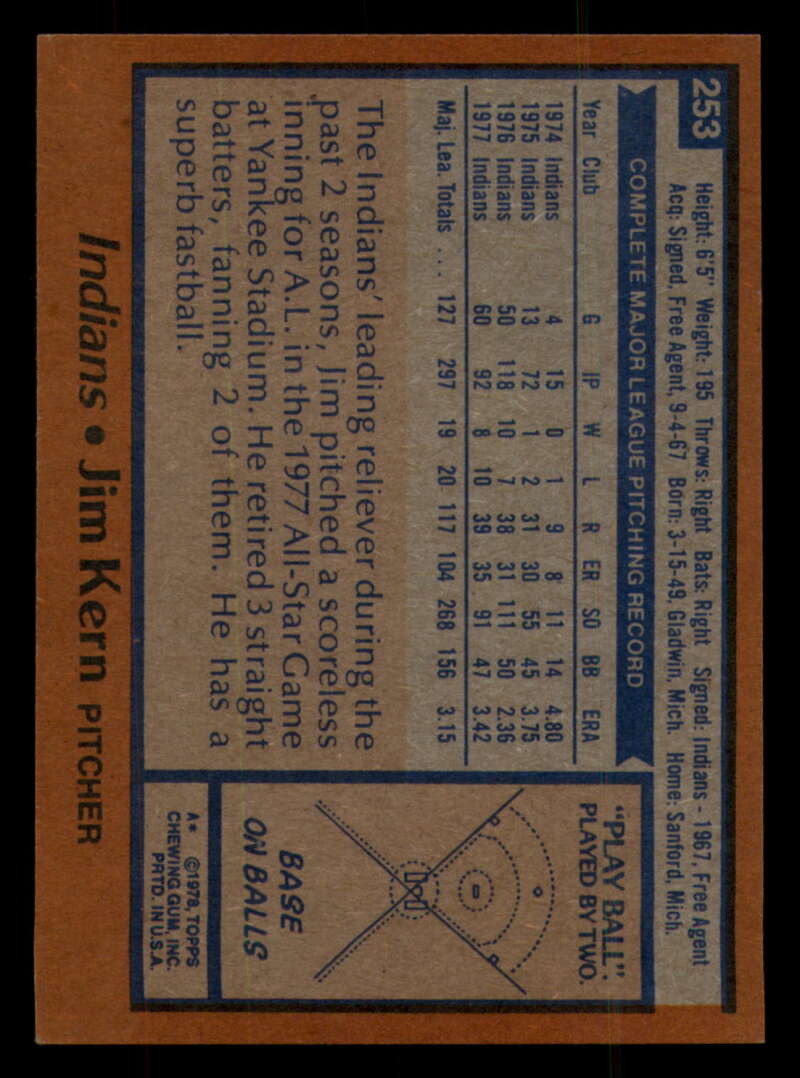 253
Height: 6'5" Weight: 195 Throws: Right Bats: Right Signed: Indians - 1967, Free Agent
Acq: Signed, Free Agent, 9-4-67 Born: 3-15-49, Gladwin, Mich. Home: Sanford, Mich.
COMPLETE MAJOR LEAGUE PITCHING RECORD
Year Club G IP W L R ER SO BB ERA
1974 Indians 4 15 0 1 9 8 11 14 4.80
1975 Indians 13 72 1 2 31 30 55 45 3.75
1976 Indians 50 118 10 7 38 31 111 50 2.36
1977 Indians 60 92 8 10 39 35 91 47 3.42
Maj. Lea. Totals ... 127 297 19 20 117 104 268 156 3.15
The Indians' leading reliever during the
past 2 seasons, Jim pitched a scoreless
inning for A.L. in the 1977 All-Star Game
at Yankee Stadium. He retired 3 straight
batters, fanning 2 of them. He has a
superb fastball.
"PLAY BALL":
PLAYED BY TWO.
BASE
ON BALLS
A* ©1978, TOPPS
CHEWING GUM, INC.
PRTD. IN U.S.A.
Indians • Jim Kern PITCHER